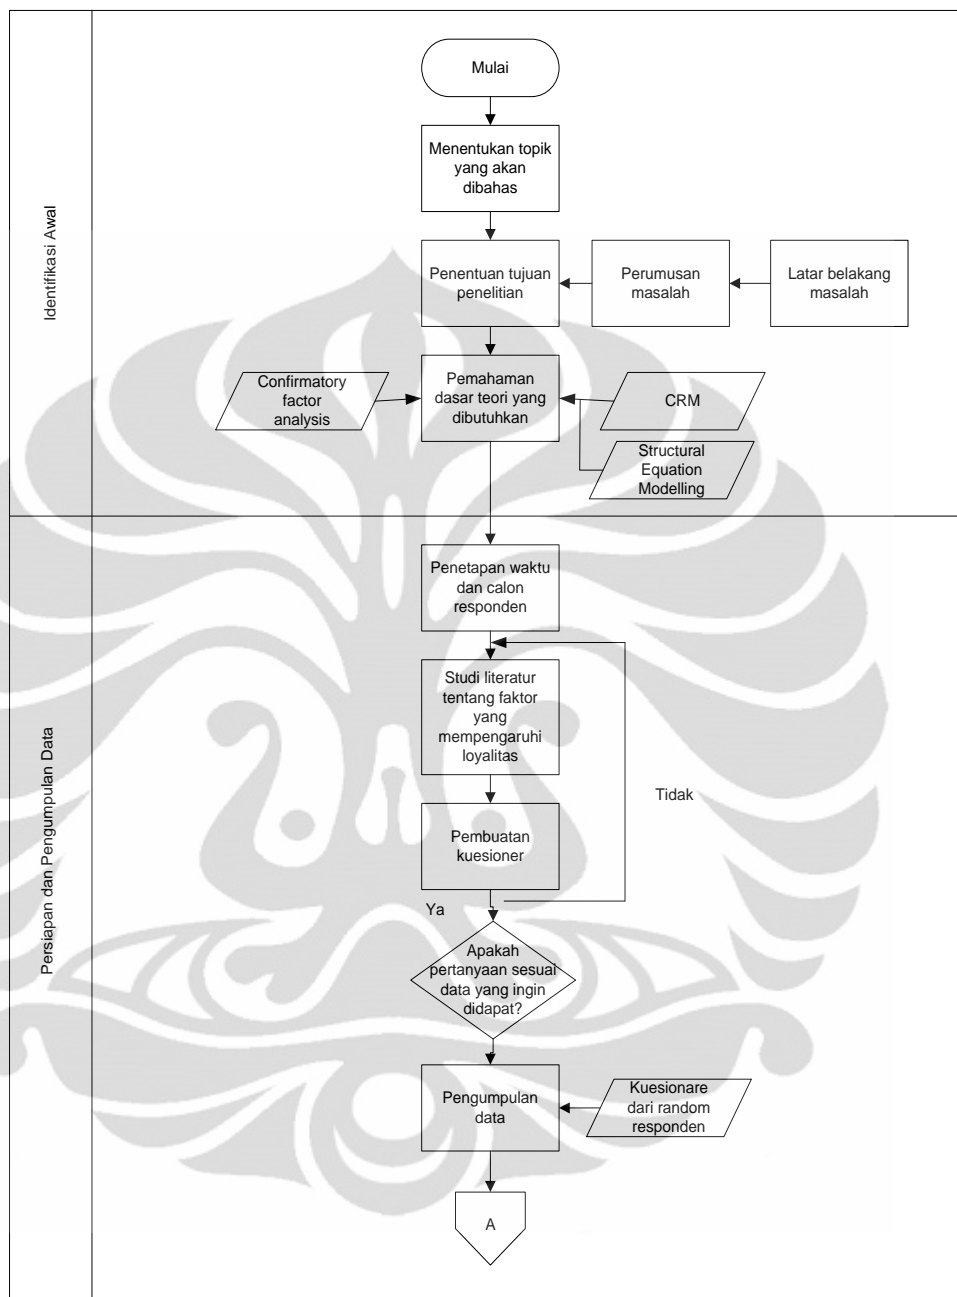 Identifikasi Awal
Mulai
Menentukan topik
yang akan
dibahas
Penentuan tujuan
penelitian
Perumusan
masalah
Latar belakang
masalah
Confirmatory
factor
analysis
Pemahaman
dasar teori yang
dibutuhkan
CRM
Structural
Equation
Modelling
Persiapan dan Pengumpulan Data
Penetapan waktu
dan calon
responden
Studi literatur
tentang faktor
yang
mempengaruhi
loyalitas
Tidak
Pembuatan
kuesioner
Ya
Apakah
pertanyaan sesuai
data yang ingin
didapat?
Pengumpulan
data
Kuesionare
dari random
responden
A